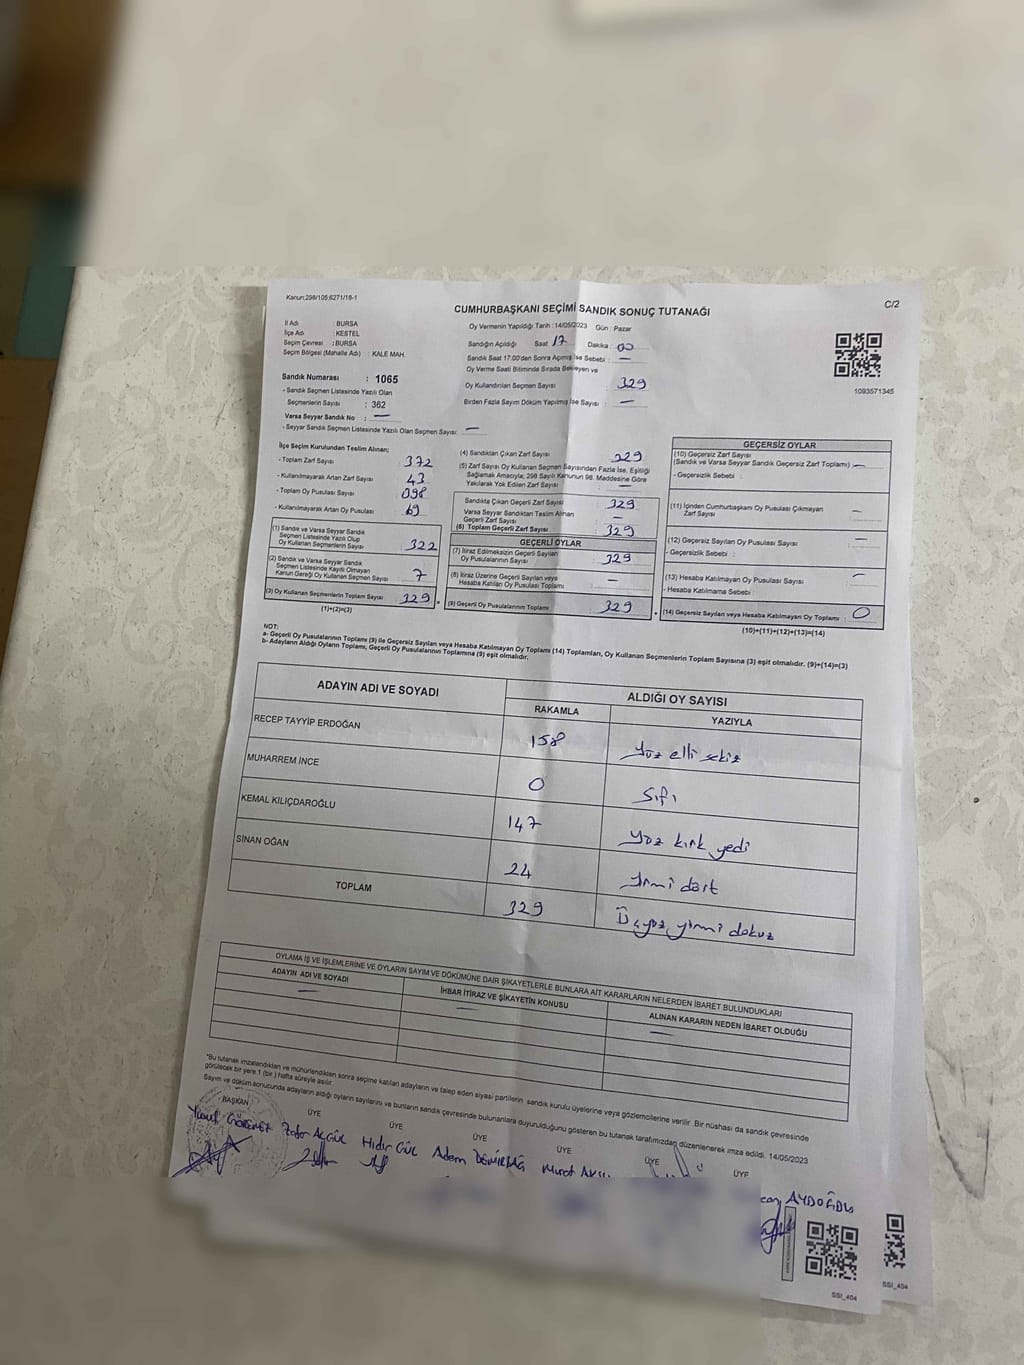 Kanun:298/105;6271/18-1
C/2
CUMHURBAŞKANI SEÇİMİ SANDIK SONUÇ TUTANAĞI
İl Adı : BURSA
İlçe Adı : KESTEL
Seçim Çevresi : BURSA
Seçim Bölgesi (Mahalle Adı) : KALE MAH.
Oy Vermenin Yapıldığı Tarih : 14/05/2023 Gün : Pazar
Sandığın Açıldığı Saat 17 Dakika : 00
Sandık Saat 17:00'den Sonra Açılmış İse Sebebi : —
Oy Verme Saati Bitiminde Sırada Bekleyen ve
Oy Kullandırılan Seçmen Sayısı 329
Birden Fazla Sayım Döküm Yapılmış İse Sayısı : —
1093571345
Sandık Numarası : 1065
- Sandık Seçmen Listesinde Yazılı Olan
Seçmenlerin Sayısı : 362
Varsa Seyyar Sandık No : —
- Seyyar Sandık Seçmen Listesinde Yazılı Olan Seçmen Sayısı: —
İlçe Seçim Kurulundan Teslim Alınan;
- Toplam Zarf Sayısı 372
- Kullanılmayarak Artan Zarf Sayısı 43
- Toplam Oy Pusulası Sayısı
- Kullanılmayarak Artan Oy Pusulası 69
(1) Sandık ve Varsa Seyyar Sandık
Seçmen Listesinde Yazılı Olup
Oy Kullanan Seçmenlerin Sayısı 322
(2) Sandık ve Varsa Seyyar Sandık
Seçmen Listesinde Kayıtlı Olmayan
Kanun Gereği Oy Kullanan Seçmen Sayısı 7
(3) Oy Kullanan Seçmenlerin Toplam Sayısı 329
(1)+(2)=(3)
(4) Sandıktan Çıkan Zarf Sayısı 329
(5) Zarf Sayısı Oy Kullanan Seçmen Sayısından Fazla İse, Eşitliği
Sağlamak Amacıyla; 298 Sayılı Kanunun 98. Maddesine Göre
Yakılarak Yok Edilen Zarf Sayısı —
Sandıkta Çıkan Geçerli Zarf Sayısı 329
Varsa Seyyar Sandıktan Teslim Alınan
Geçerli Zarf Sayısı —
(6) Toplam Geçerli Zarf Sayısı 329
GEÇERLİ OYLAR
(7) İtiraz Edilmeksizin Geçerli Sayılan
Oy Pusulalarının Sayısı 329
(8) İtiraz Üzerine Geçerli Sayılan veya
Hesaba Katılan Oy Pusulası Toplamı —
(9) Geçerli Oy Pusulalarının Toplamı 329
GEÇERSİZ OYLAR
(10) Geçersiz Zarf Sayısı
(Sandık ve Varsa Seyyar Sandık Geçersiz Zarf Toplamı) —
- Geçersizlik Sebebi :
(11) İçinden Cumhurbaşkanı Oy Pusulası Çıkmayan
Zarf Sayısı —
(12) Geçersiz Sayılan Oy Pusulası Sayısı —
- Geçersizlik Sebebi :
(13) Hesaba Katılmayan Oy Pusulası Sayısı —
- Hesaba Katılmama Sebebi
(14) Geçersiz Sayılan veya Hesaba Katılmayan Oy Toplamı : 0
(10)+(11)+(12)+(13)=(14)
NOT:
a- Geçerli Oy Pusulalarının Toplamı (9) ile Geçersiz Sayılan veya Hesaba Katılmayan Oy Toplamı (14) Toplamları, Oy Kullanan Seçmenlerin Toplam Sayısına (3) eşit olmalıdır. (9)+(14)=(3)
b- Adayların Aldığı Oyların Toplamı, Geçerli Oy Pusulalarının Toplamına (9) eşit olmalıdır.
ADAYIN ADI VE SOYADI ALDIĞI OY SAYISI
RAKAMLA YAZIYLA
RECEP TAYYİP ERDOĞAN 158 Yüz elli sekiz
MUHARREM İNCE 0 Sıfı
KEMAL KILIÇDAROĞLU 147 Yüz kırk yedi
SİNAN OĞAN 24 Yirmi dört
TOPLAM 329 Üçyüz yirmi dokuz
OYLAMA İŞ VE İŞLEMLERİNE VE OYLARIN SAYIM VE DÖKÜMÜNE DAİR ŞİKAYETLERLE BUNLARA AİT KARARLARIN NELERDEN İBARET BULUNDUKLARI
ADAYIN ADI VE SOYADI İHBAR İTİRAZ VE ŞİKAYETİN KONUSU ALINAN KARARIN NEDEN İBARET OLDUĞU
— — —
*Bu tutanak imzalandıktan ve mühürlendikten sonra seçime katılan adayların ve talep eden siyasi partilerin sandık kurulu üyelerine veya gözlemcilerine verilir. Bir nüshası da sandık çevresinde
görülecek bir yere 1 (bir) hafta süreyle asılır.
Sayım ve döküm sonucunda adayların aldığı oyların sayılarını ve bunların sandık çevresinde bulunanlara duyurulduğunu gösteren bu tutanak tarafımızdan düzenlenerek imza edildi. 14/05/2023
BAŞKAN ÜYE ÜYE ÜYE ÜYE ÜYE ÜYE
Hıdır GÜL Adem Murat
AYDOĞDU
SSI_404
SSI_404